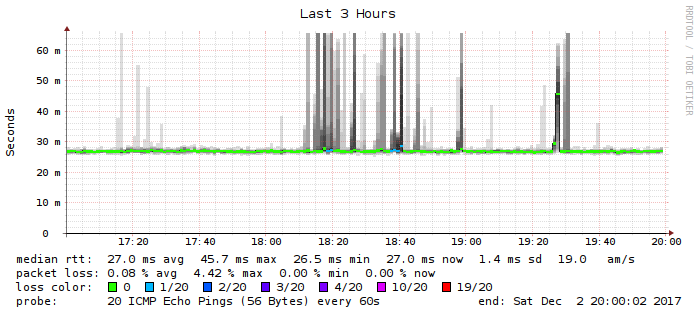 Last 3 Hours
RRDTOOL / TOBI OETIKER
Seconds
60 m
50 m
40 m
30 m
20 m
10 m
0
17:20 17:40 18:00 18:20 18:40 19:00 19:20 19:40 20:00
median rtt: 27.0 ms avg 45.7 ms max 26.5 ms min 27.0 ms now 1.4 ms sd 19.0 am/s
packet loss: 0.08 % avg 4.42 % max 0.00 % min 0.00 % now
loss color: 0 1/20 2/20 3/20 4/20 10/20 19/20
probe: 20 ICMP Echo Pings (56 Bytes) every 60s end: Sat Dec 2 20:00:02 2017